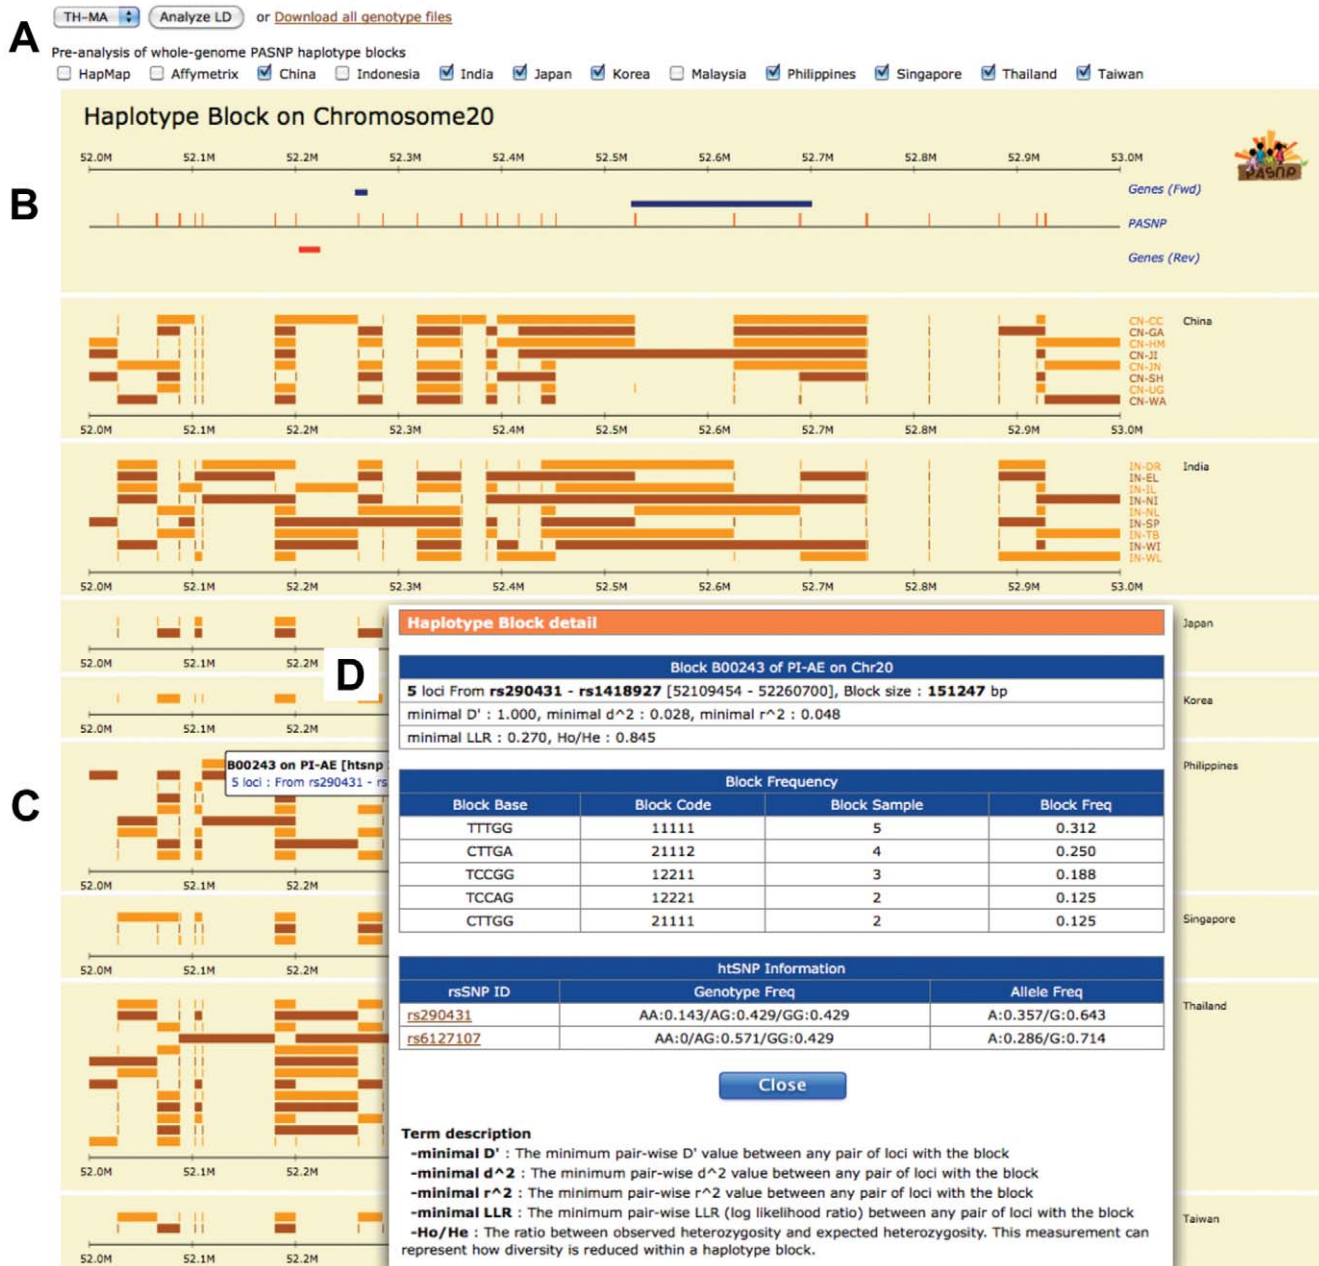 A
TH-MA Analyze LD or Download all genotype files
Pre-analysis of whole-genome PASNP haplotype blocks
HapMap Affymetrix China Indonesia India Japan Korea Malaysia Philippines Singapore Thailand Taiwan
Haplotype Block on Chromosome20
52.0M 52.1M 52.2M 52.3M 52.4M 52.5M 52.6M 52.7M 52.8M 52.9M 53.0M
PASNP
B
Genes (Fwd)
PASNP
Genes (Rev)
CN-CC China
CN-GA
CN-HM
CN-JI
CN-JN
CN-SH
CN-UG
CN-WA
52.0M 52.1M 52.2M 52.3M 52.4M 52.5M 52.6M 52.7M 52.8M 52.9M 53.0M
IN-DR India
IN-EL
IN-IL
IN-NI
IN-NL
IN-SP
IN-TB
IN-WI
IN-WL
52.0M 52.1M 52.2M 52.3M 52.4M 52.5M 52.6M 52.7M 52.8M 52.9M 53.0M
Japan
52.0M 52.1M 52.2M
Korea
52.0M 52.1M 52.2M
C
Philippines
B00243 on PI-AE [htsnp
5 loci : From rs290431 - rs
52.0M 52.1M 52.2M
Singapore
52.0M 52.1M 52.2M
Thailand
52.0M 52.1M 52.2M
Taiwan
52.0M 52.1M 52.2M
D
Haplotype Block detail
Block B00243 of PI-AE on Chr20
5 loci From rs290431 - rs1418927 [52109454 - 52260700], Block size : 151247 bp
minimal D' : 1.000, minimal d^2 : 0.028, minimal r^2 : 0.048
minimal LLR : 0.270, Ho/He : 0.845
Block Frequency
Block Base Block Code Block Sample Block Freq
TTTGG 11111 5 0.312
CTTGA 21112 4 0.250
TCCGG 12211 3 0.188
TCCAG 12221 2 0.125
CTTGG 21111 2 0.125
htSNP Information
rsSNP ID Genotype Freq Allele Freq
rs290431 AA:0.143/AG:0.429/GG:0.429 A:0.357/G:0.643
rs6127107 AA:0/AG:0.571/GG:0.429 A:0.286/G:0.714
Close
Term description
-minimal D' : The minimum pair-wise D' value between any pair of loci with the block
-minimal d^2 : The minimum pair-wise d^2 value between any pair of loci with the block
-minimal r^2 : The minimum pair-wise r^2 value between any pair of loci with the block
-minimal LLR : The minimum pair-wise LLR (log likelihood ratio) between any pair of loci with the block
-Ho/He : The ratio between observed heterozygosity and expected heterozygosity. This measurement can
represent how diversity is reduced within a haplotype block.